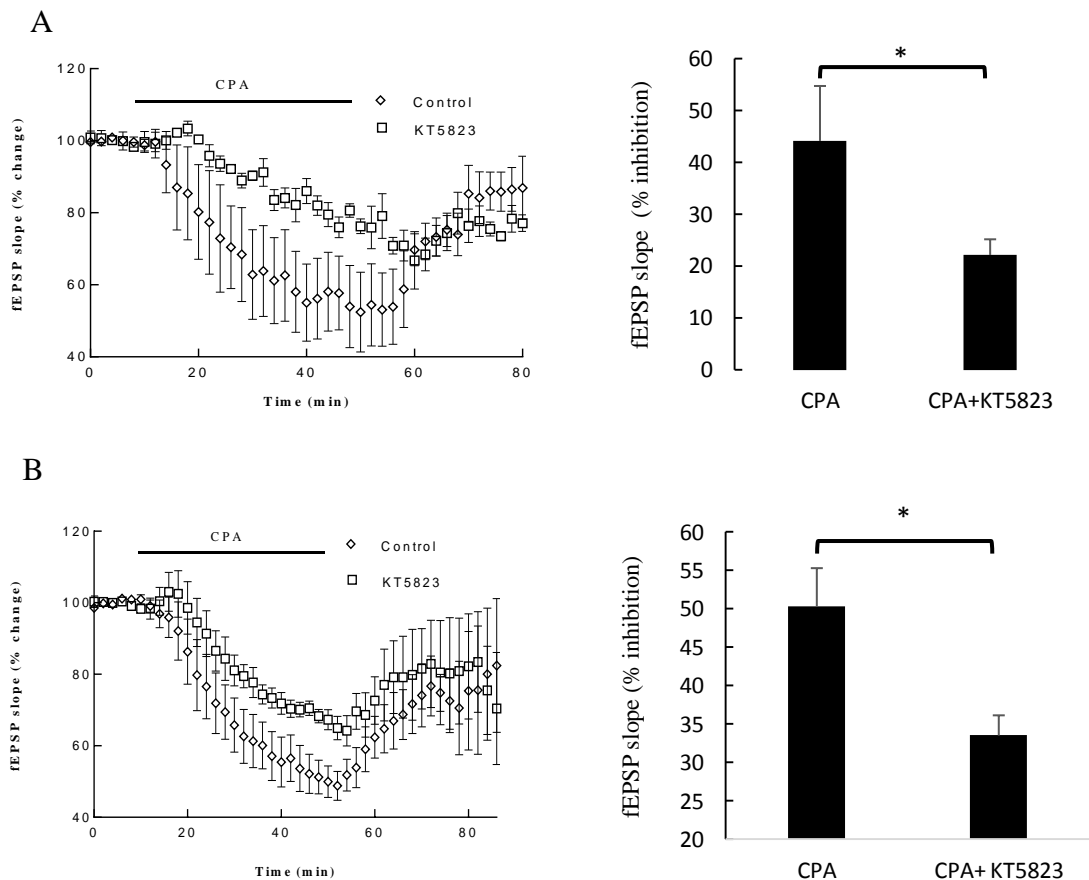 A
120
100
80
60
40
0
20
40
60
80
CPA
Control
KT5823
fEPSP slope (% change)
Time (min)
60
50
40
30
20
10
0
*
fEPSP slope (% inhibition)
CPA
CPA+KT5823
B
120
100
80
60
40
0
20
40
60
80
CPA
Control
KT5823
fEPSP slope (% change)
Time (min)
60
55
50
45
40
35
30
25
20
*
fEPSP slope (% inhibition)
CPA
CPA+ KT5823